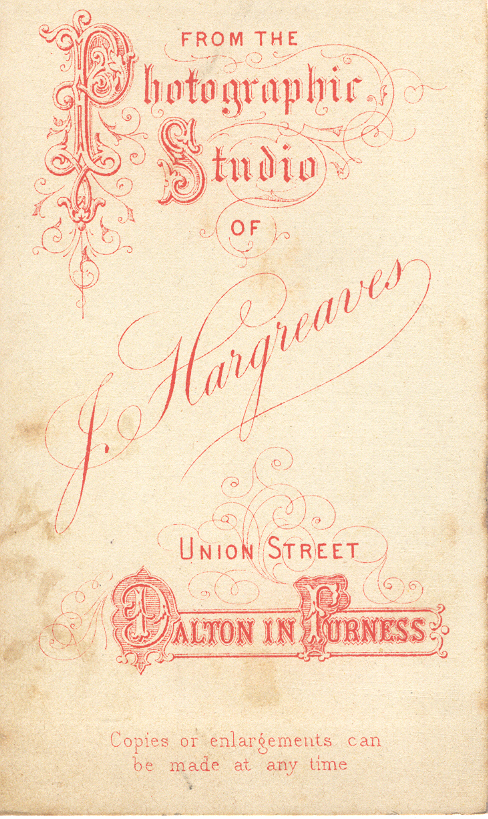 FROM THE
Photographic
Studio
OF
J. Hargreaves
UNION STREET
DALTON IN FURNESS
Copies or enlargements can
be made at any time